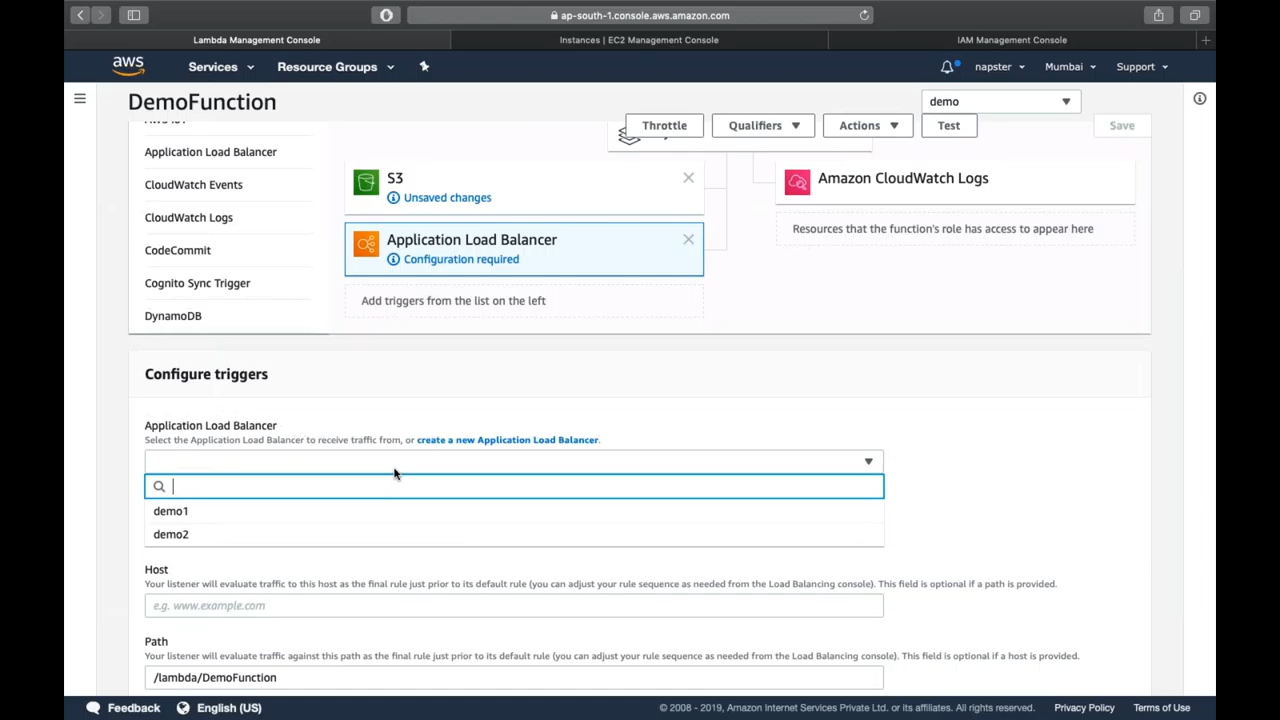 ap-south-1.console.aws.amazon.com
Lambda Management Console
Instances | EC2 Management Console
IAM Management Console
aws
Services
Resource Groups
napster
Mumbai
Support
DemoFunction
demo
Throttle
Qualifiers
Actions
Test
Save
Application Load Balancer
CloudWatch Events
CloudWatch Logs
CodeCommit
Cognito Sync Trigger
DynamoDB
S3
Unsaved changes
Application Load Balancer
Configuration required
Add triggers from the list on the left
Amazon CloudWatch Logs
Resources that the function's role has access to appear here
Configure triggers
Application Load Balancer
Select the Application Load Balancer to receive traffic from, or create a new Application Load Balancer.
demo1
demo2
Host
Your listener will evaluate traffic to this host as the final rule just prior to its default rule (you can adjust your rule sequence as needed from the Load Balancing console). This field is optional if a path is provided.
e.g. www.example.com
Path
Your listener will evaluate traffic against this path as the final rule just prior to its default rule (you can adjust your rule sequence as needed from the Load Balancing console). This field is optional if a host is provided.
/lambda/DemoFunction
Feedback
English (US)
© 2008 - 2019, Amazon Internet Services Private Ltd. or its affiliates. All rights reserved.
Privacy Policy
Terms of Use